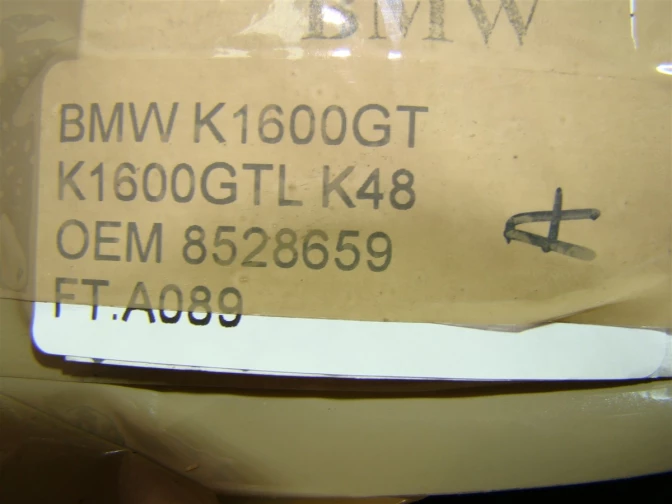 BMW
BMW K1600GT
K1600GTL K48
OEM 8528659
FT.A089
A